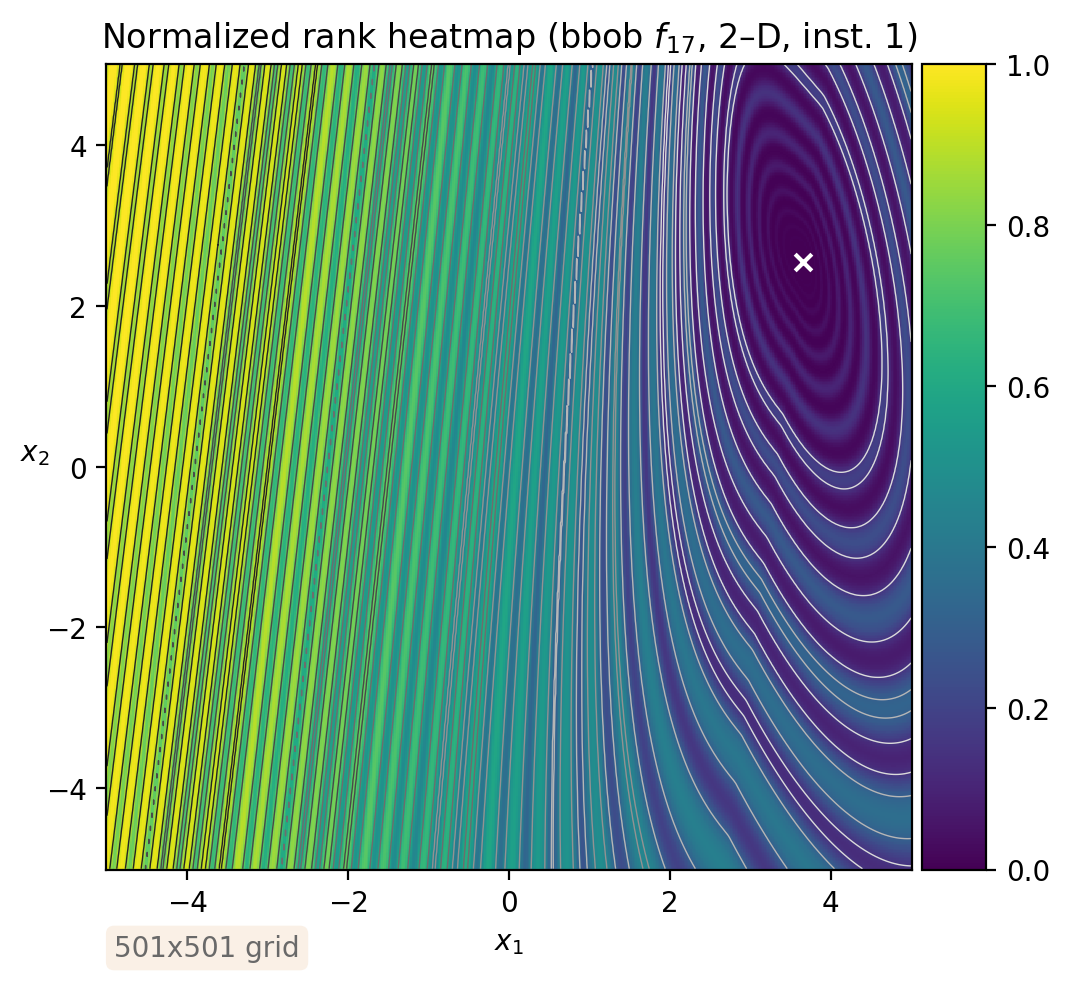 Normalized rank heatmap (bbob f17, 2–D, inst. 1)
1.0
0.8
0.6
0.4
0.2
0.0
4
2
0
−2
−4
x2
−4 −2 0 2 4
x1
501x501 grid